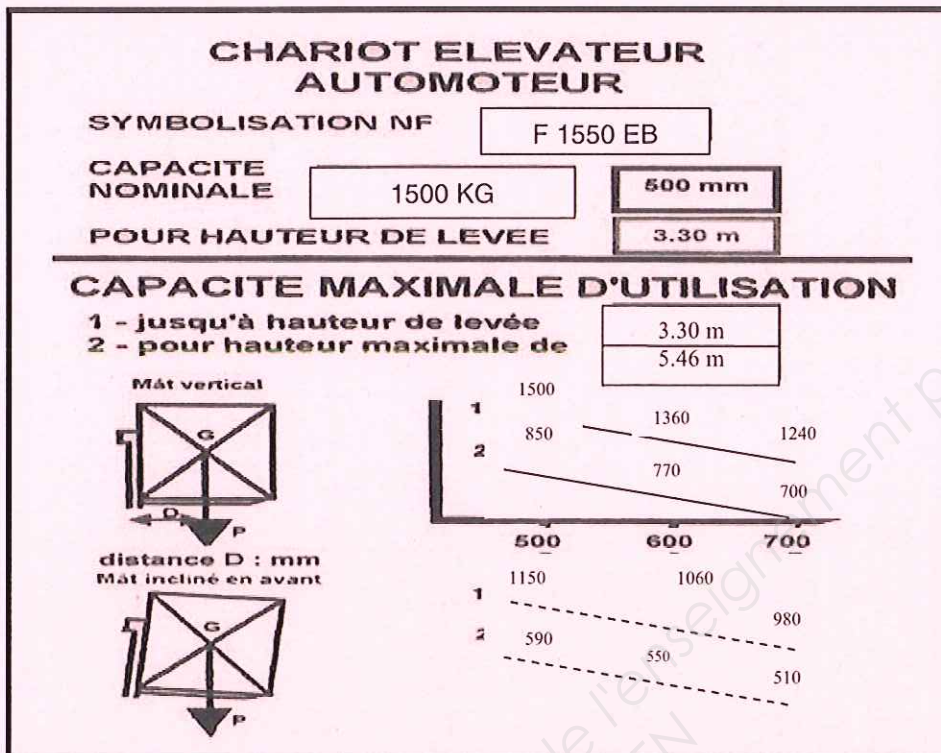 CHARIOT ELEVATEUR
AUTOMOTEUR
SYMBOLISATION NF F 1550 EB
CAPACITE
NOMINALE 1500 KG 500 mm
POUR HAUTEUR DE LEVEE 3.30 m
CAPACITE MAXIMALE D'UTILISATION
1 - jusqu'à hauteur de levée 3.30 m
2 - pour hauteur maximale de 5.46 m
Mât vertical
G
D
P
distance D : mm
1500
1 1360 1240
850
2 770 700
500 600 700
Mât incliné en avant
G
P
1150 1060
1 980
2 590 550 510
de l'enseignement p
EN